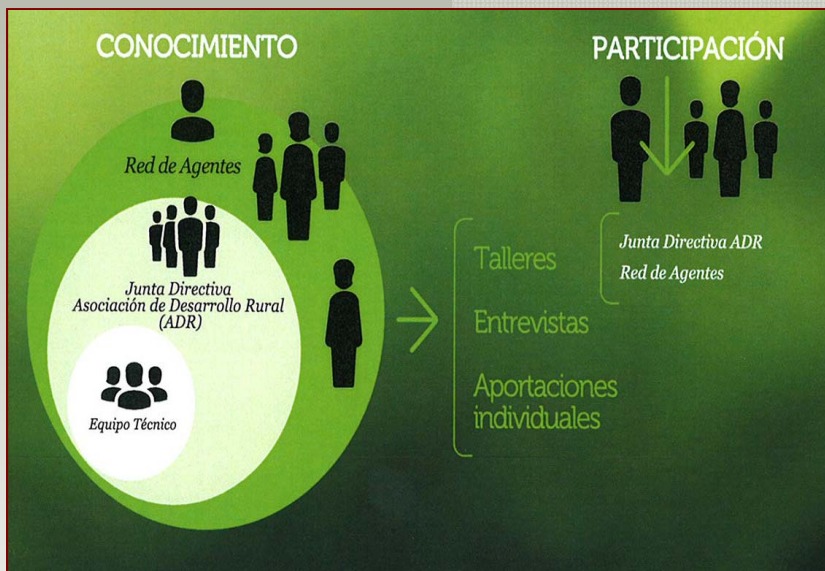 CONOCIMIENTO
Red de Agentes
Junta Directiva
Asociación de Desarrollo Rural
(ADR)
Equipo Técnico
Talleres
Entrevistas
Aportaciones
individuales
PARTICIPACIÓN
Junta Directiva ADR
Red de Agentes